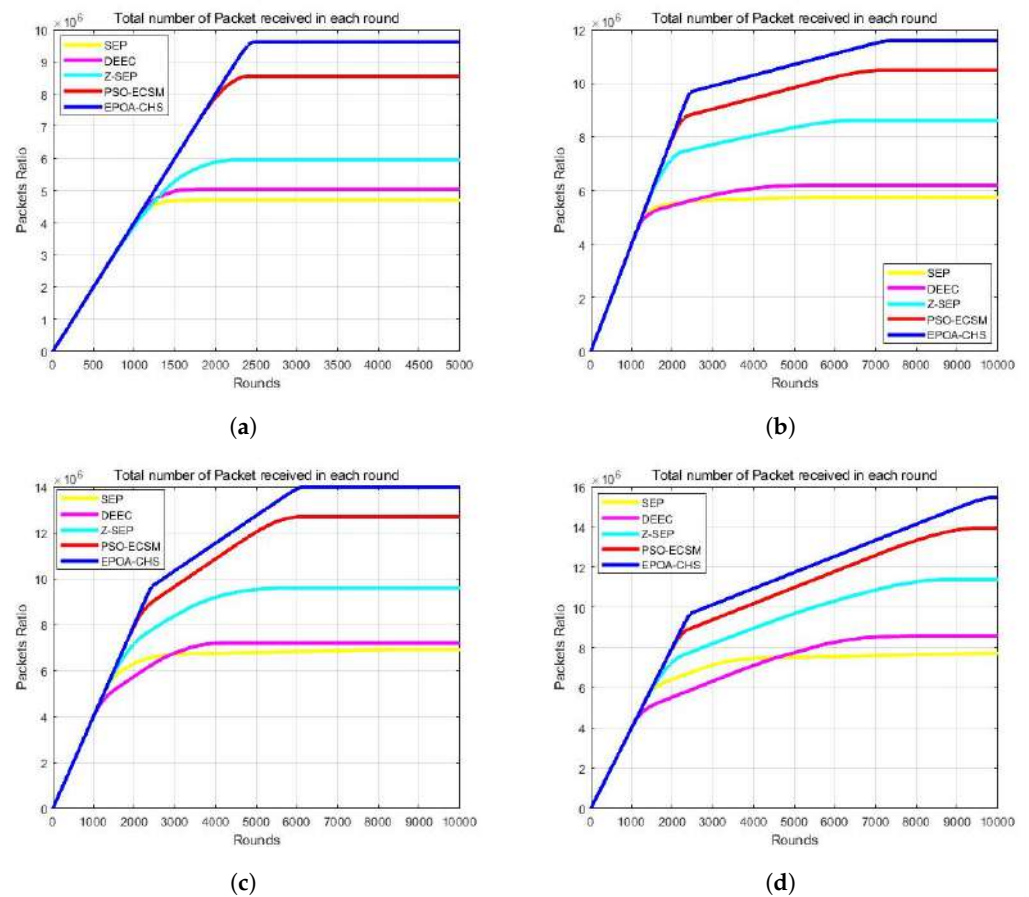 Total number of Packet received in each round
× 10^6
10
9
8
7
6
5
4
3
2
1
0
Packets Ratio
SEP
DEEC
Z-SEP
PSO-ECSM
EPOA-CHS
0 500 1000 1500 2000 2500 3000 3500 4000 4500 5000
Rounds
(a)
Total number of Packet received in each round
× 10^6
12
10
8
6
4
2
0
Packets Ratio
SEP
DEEC
Z-SEP
PSO-ECSM
EPOA-CHS
0 1000 2000 3000 4000 5000 6000 7000 8000 9000 10000
Rounds
(b)
Total number of Packet received in each round
× 10^6
14
12
10
8
6
4
2
0
Packets Ratio
SEP
DEEC
Z-SEP
PSO-ECSM
EPOA-CHS
0 1000 2000 3000 4000 5000 6000 7000 8000 9000 10000
Rounds
(c)
Total number of Packet received in each round
× 10^6
16
14
12
10
8
6
4
2
0
Packets Ratio
SEP
DEEC
Z-SEP
PSO-ECSM
EPOA-CHS
0 1000 2000 3000 4000 5000 6000 7000 8000 9000 10000
Rounds
(d)